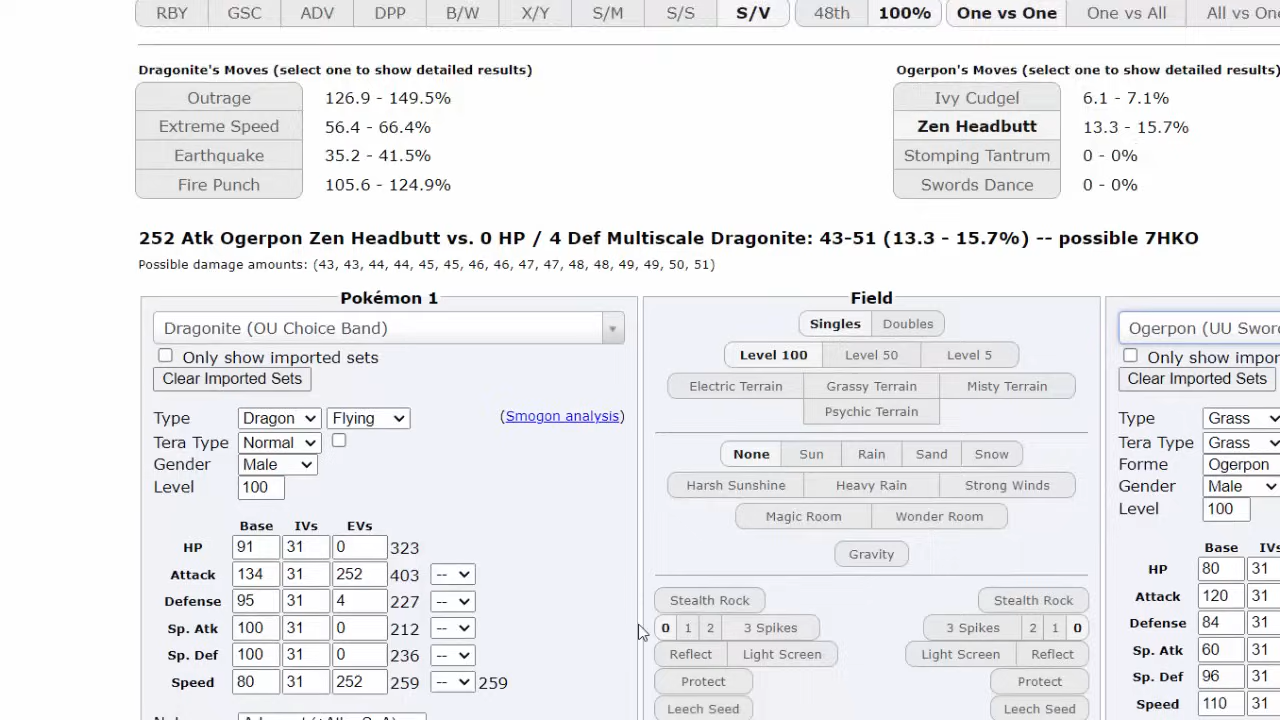 RBY GSC ADV DPP B/W X/Y S/M S/S S/V 48th 100% One vs One One vs All All vs On
Dragonite's Moves (select one to show detailed results)
Outrage 126.9 - 149.5%
Extreme Speed 56.4 - 66.4%
Earthquake 35.2 - 41.5%
Fire Punch 105.6 - 124.9%
Ogerpon's Moves (select one to show detailed results)
Ivy Cudgel 6.1 - 7.1%
Zen Headbutt 13.3 - 15.7%
Stomping Tantrum 0 - 0%
Swords Dance 0 - 0%
252 Atk Ogerpon Zen Headbutt vs. 0 HP / 4 Def Multiscale Dragonite: 43-51 (13.3 - 15.7%) -- possible 7HKO
Possible damage amounts: (43, 43, 44, 44, 45, 45, 46, 46, 47, 47, 48, 48, 49, 49, 50, 51)
Pokémon 1
Dragonite (OU Choice Band)
Only show imported sets
Clear Imported Sets
Type Dragon Flying (Smogon analysis)
Tera Type Normal
Gender Male
Level 100
Base IVs EVs
HP 91 31 0 323
Attack 134 31 252 403 --
Defense 95 31 4 227 --
Sp. Atk 100 31 0 212 --
Sp. Def 100 31 0 236 --
Speed 80 31 252 259 -- 259
Field
Singles Doubles
Level 100 Level 50 Level 5
Electric Terrain Grassy Terrain Misty Terrain
Psychic Terrain
None Sun Rain Sand Snow
Harsh Sunshine Heavy Rain Strong Winds
Magic Room Wonder Room
Gravity
Stealth Rock Stealth Rock
0 1 2 3 Spikes 3 Spikes 2 1 0
Reflect Light Screen Light Screen Reflect
Protect Protect
Leech Seed Leech Seed
Ogerpon (UU Swor
Only show impor
Clear Imported Sets
Type Grass
Tera Type Grass
Forme Ogerpon
Gender Male
Level 100
Base IVs
HP 80 31
Attack 120 31
Defense 84 31
Sp. Atk 60 31
Sp. Def 96 31
Speed 110 31